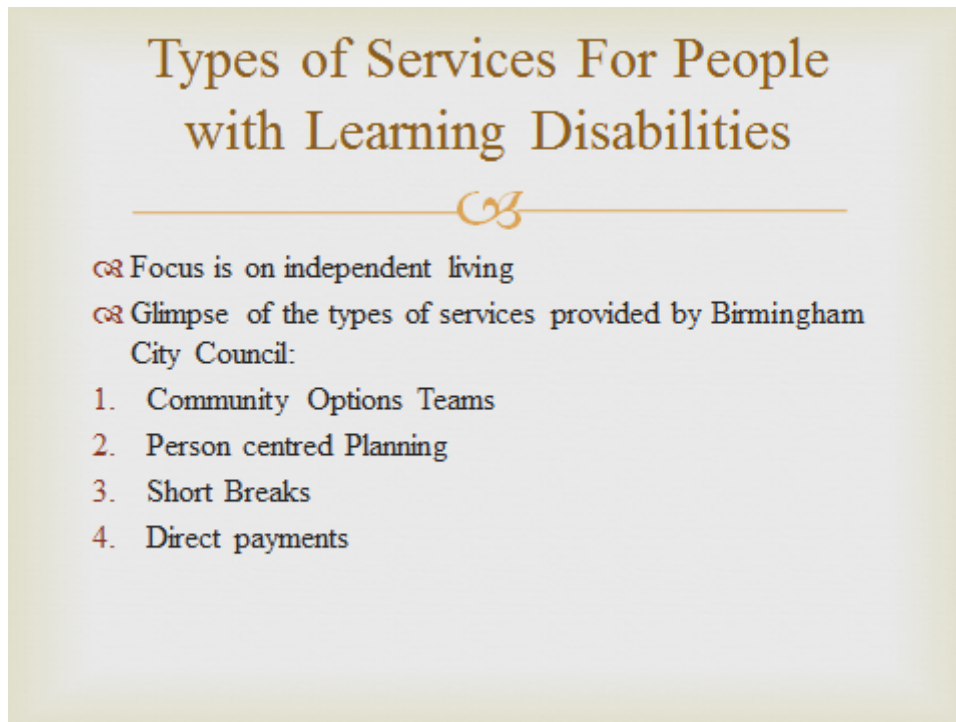 Types of Services For People
with Learning Disabilities
Focus is on independent living
Glimpse of the types of services provided by Birmingham
City Council:
1. Community Options Teams
2. Person centred Planning
3. Short Breaks
4. Direct payments